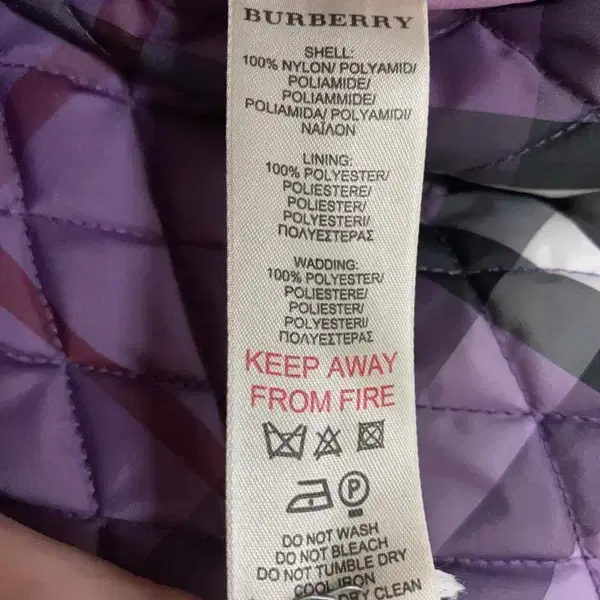 BURBERRY
SHELL:
100% NYLON/ POLYAMID/
POLIAMIDE/
POLIAMMIDE/
POLIAMIDA/ POLYAMIDI/
ΝΑΪΛΟΝ
LINING:
100% POLYESTER/
POLIESTERE/
POLIESTER/
POLYESTERI/
ΠΟΛΥΕΣΤΕΡΑΣ
WADDING:
100% POLYESTER/
POLIESTERE/
POLIESTER/
POLYESTERI/
ΠΟΛΥΕΣΤΕΡΑΣ
KEEP AWAY
FROM FIRE
P
DO NOT WASH
DO NOT BLEACH
DO NOT TUMBLE DRY
COOL IRON
DRY CLEAN